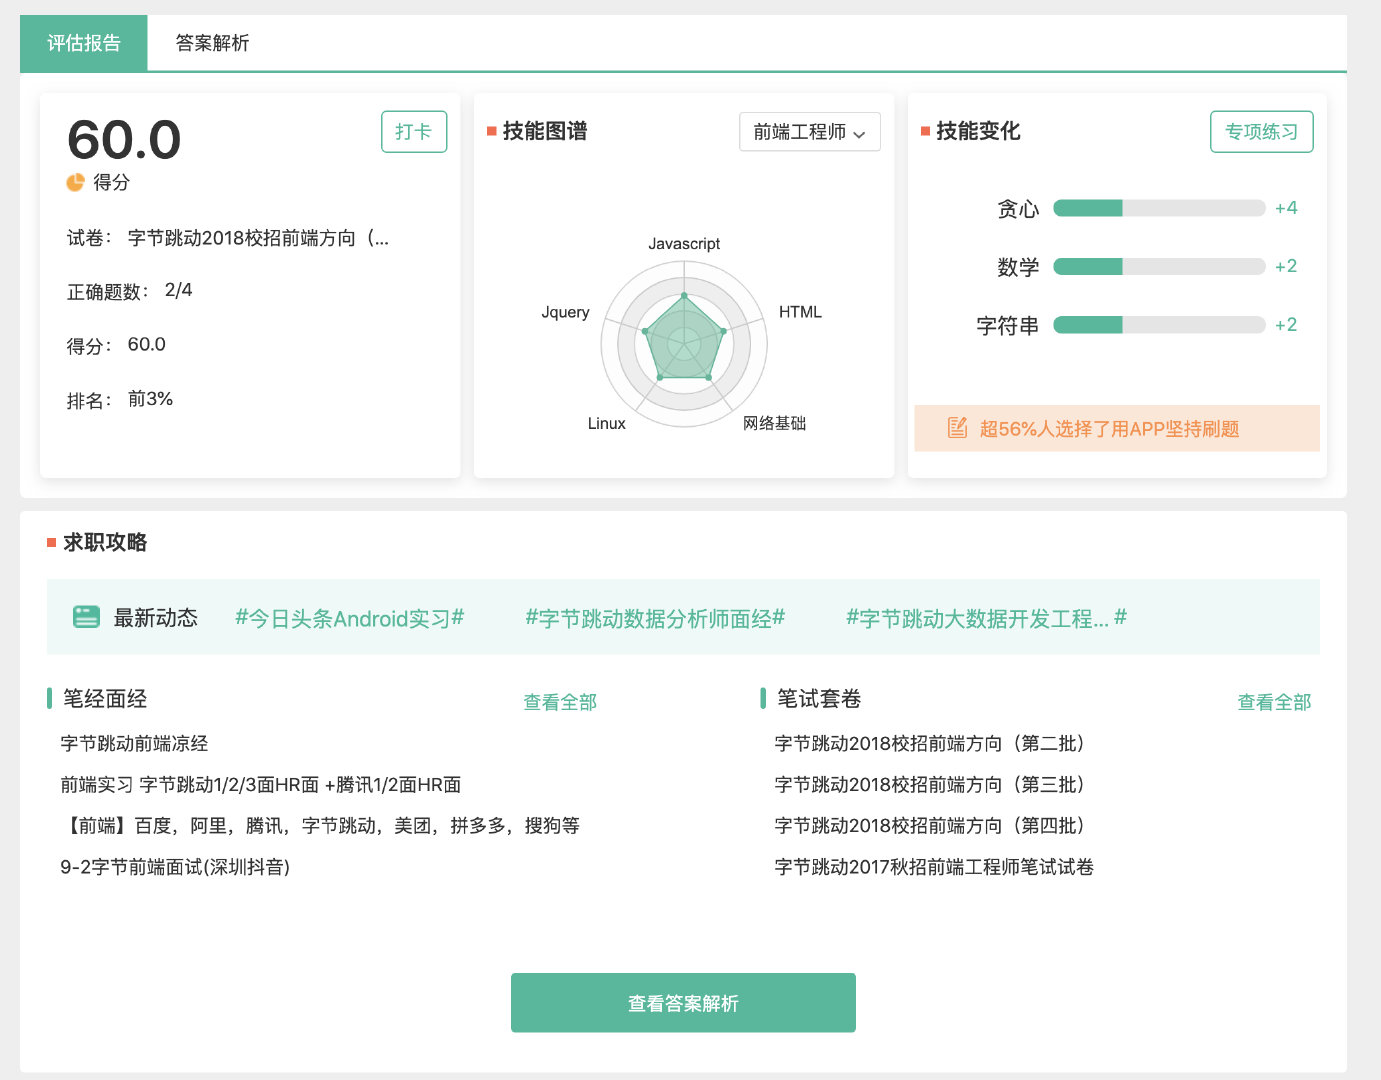 评估报告
答案解析
60.0
打卡
得分
试卷： 字节跳动2018校招前端方向（...
正确题数： 2/4
得分： 60.0
排名： 前3%
技能图谱
前端工程师
Javascript
Jquery
HTML
Linux
网络基础
技能变化
专项练习
贪心 +4
数学 +2
字符串 +2
超56%人选择了用APP坚持刷题
求职攻略
最新动态 #今日头条Android实习# #字节跳动数据分析师面经# #字节跳动大数据开发工程... #
笔经面经 查看全部
字节跳动前端凉经
前端实习 字节跳动1/2/3面HR面 +腾讯1/2面HR面
【前端】百度，阿里，腾讯，字节跳动，美团，拼多多，搜狗等
9-2字节前端面试(深圳抖音)
笔试套卷 查看全部
字节跳动2018校招前端方向（第二批）
字节跳动2018校招前端方向（第三批）
字节跳动2018校招前端方向（第四批）
字节跳动2017秋招前端工程师笔试试卷
查看答案解析